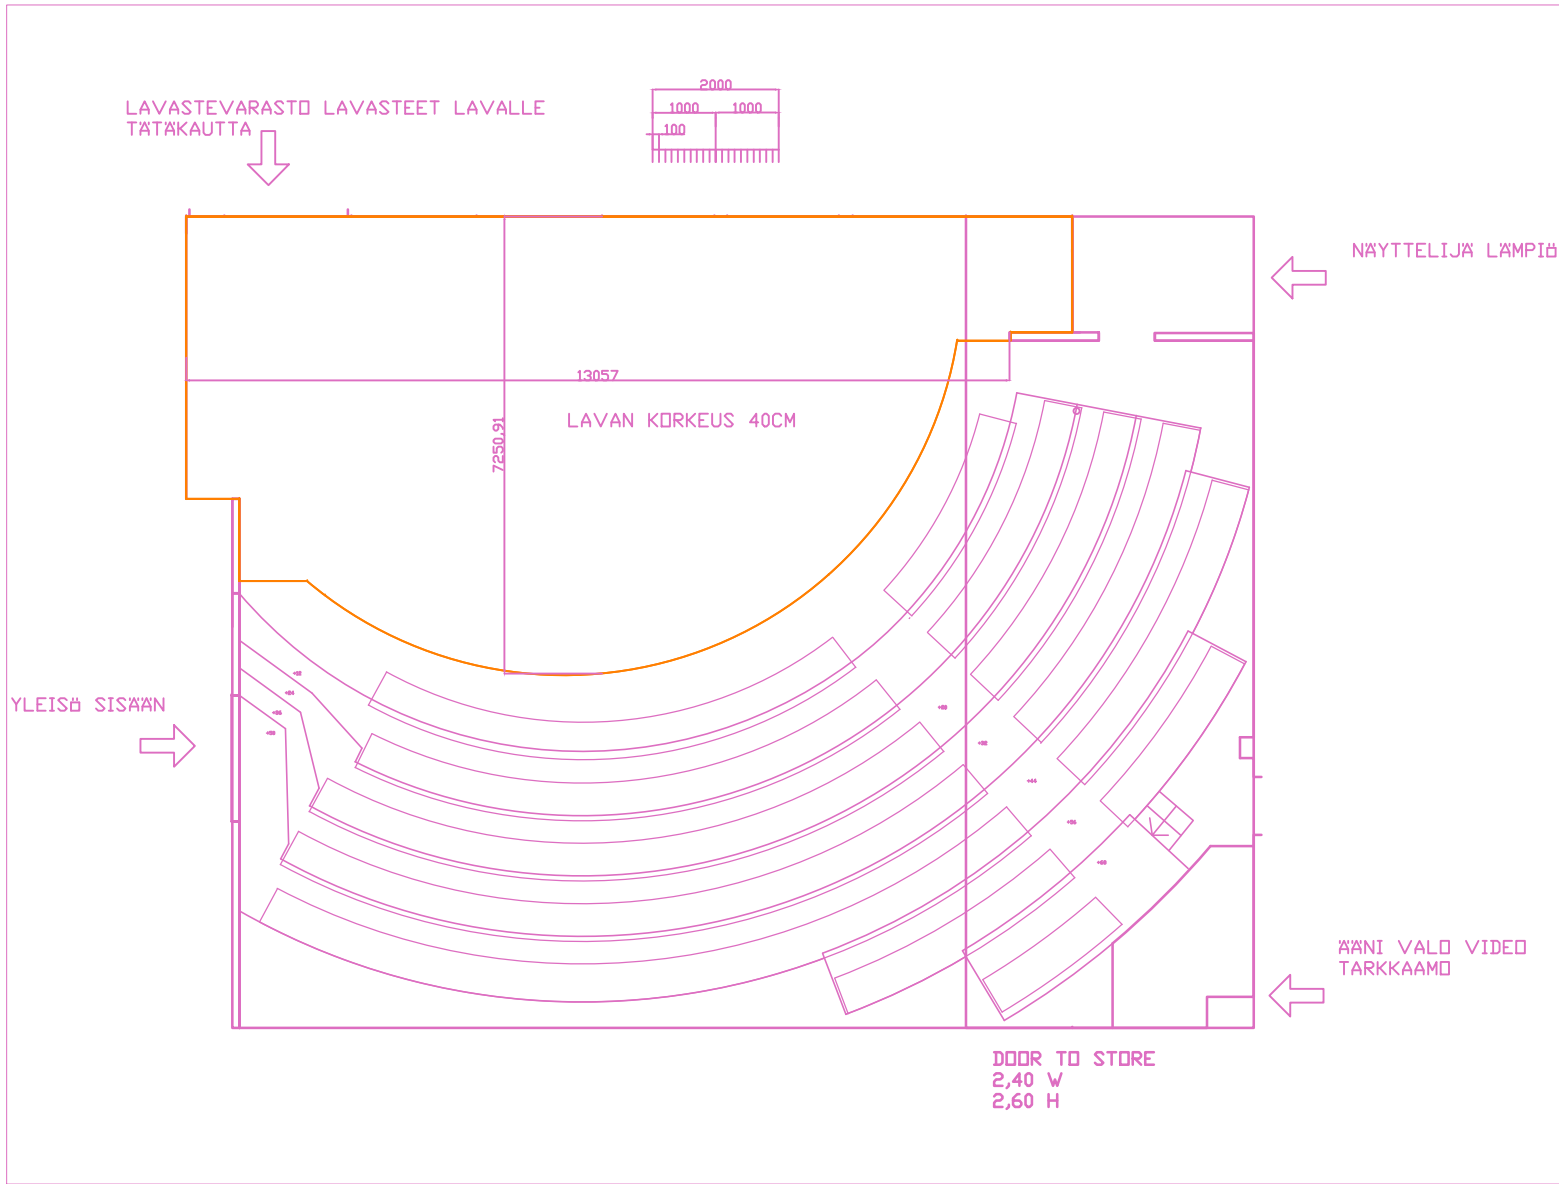 2000
1000 1000
100
LAVASTEVARASTO LAVASTEET LAVALLE
TÄTÄKAUTTA
NÄYTTELIJÄ LÄMPIÖ
13057
7250,91
LAVAN KORKEUS 40CM
YLEISÖ SISÄÄN
ÄÄNI VALO VIDEO
TARKKAAMO
DOOR TO STORE
2,40 W
2,60 H